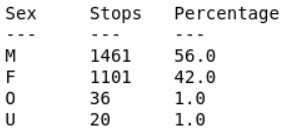 Sex Stops Percentage
--- --- ---
M 1461 56.0
F 1101 42.0
O 36 1.0
U 20 1.0